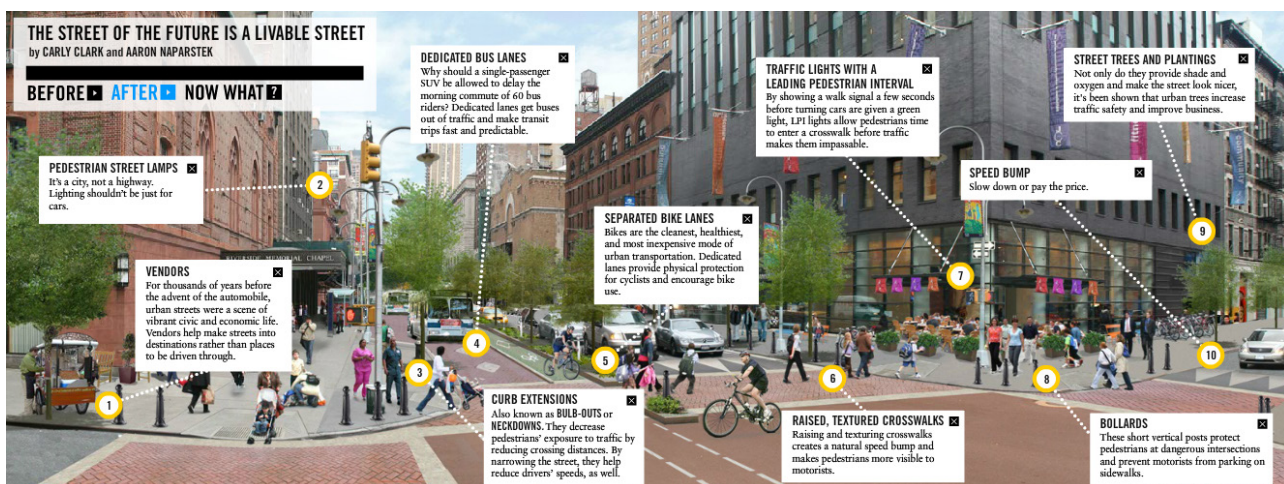 THE STREET OF THE FUTURE IS A LIVABLE STREET
by CARLY CLARK and AARON NAPARSTEK
BEFORE AFTER NOW WHAT ?
PEDESTRIAN STREET LAMPS
It's a city, not a highway.
Lighting shouldn't be just for
cars.
2
VENDORS
For thousands of years before
the advent of the automobile,
urban streets were a scene of
vibrant civic and economic life.
Vendors help make streets into
destinations rather than places
to be driven through.
1
RIVERSIDE MEMORIAL CHAPEL
DEDICATED BUS LANES
Why should a single-passenger
SUV be allowed to delay the
morning commute of 60 bus
riders? Dedicated lanes get buses
out of traffic and make transit
trips fast and predictable.
4
3
CURB EXTENSIONS
Also known as BULB-OUTS or
NECKDOWNS. They decrease
pedestrians' exposure to traffic by
reducing crossing distances. By
narrowing the street, they help
reduce drivers' speeds, as well.
SEPARATED BIKE LANES
Bikes are the cleanest, healthiest,
and most inexpensive mode of
urban transportation. Dedicated
lanes provide physical protection
for cyclists and encourage bike
use.
5
TRAFFIC LIGHTS WITH A
LEADING PEDESTRIAN INTERVAL
By showing a walk signal a few seconds
before turning cars are given a green
light, LPI lights allow pedestrians time
to enter a crosswalk before traffic
makes them impassable.
7
6
RAISED, TEXTURED CROSSWALKS
Raising and texturing crosswalks
creates a natural speed bump and
makes pedestrians more visible to
motorists.
SPEED BUMP
Slow down or pay the price.
10
STREET TREES AND PLANTINGS
Not only do they provide shade and
oxygen and make the street look nicer,
it's been shown that urban trees increase
traffic safety and improve business.
9
8
BOLLARDS
These short vertical posts protect
pedestrians at dangerous intersections
and prevent motorists from parking on
sidewalks.